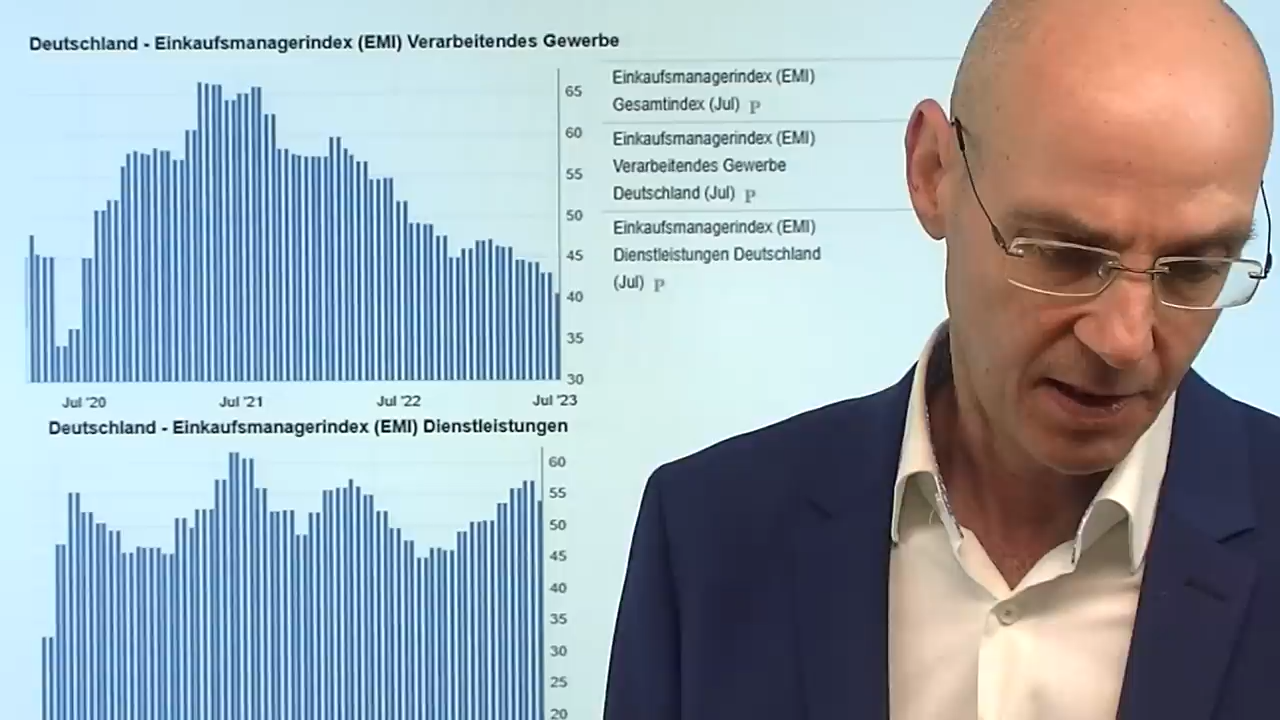 Deutschland - Einkaufsmanagerindex (EMI) Verarbeitendes Gewerbe
65
60
55
50
45
40
35
30
Jul '20
Jul '21
Jul '22
Jul '23
Deutschland - Einkaufsmanagerindex (EMI) Dienstleistungen
60
55
50
45
40
35
30
25
20
Einkaufsmanagerindex (EMI)
Gesamtindex (Jul) P
Einkaufsmanagerindex (EMI)
Verarbeitendes Gewerbe
Deutschland (Jul) P
Einkaufsmanagerindex (EMI)
Dienstleistungen Deutschland
(Jul) P